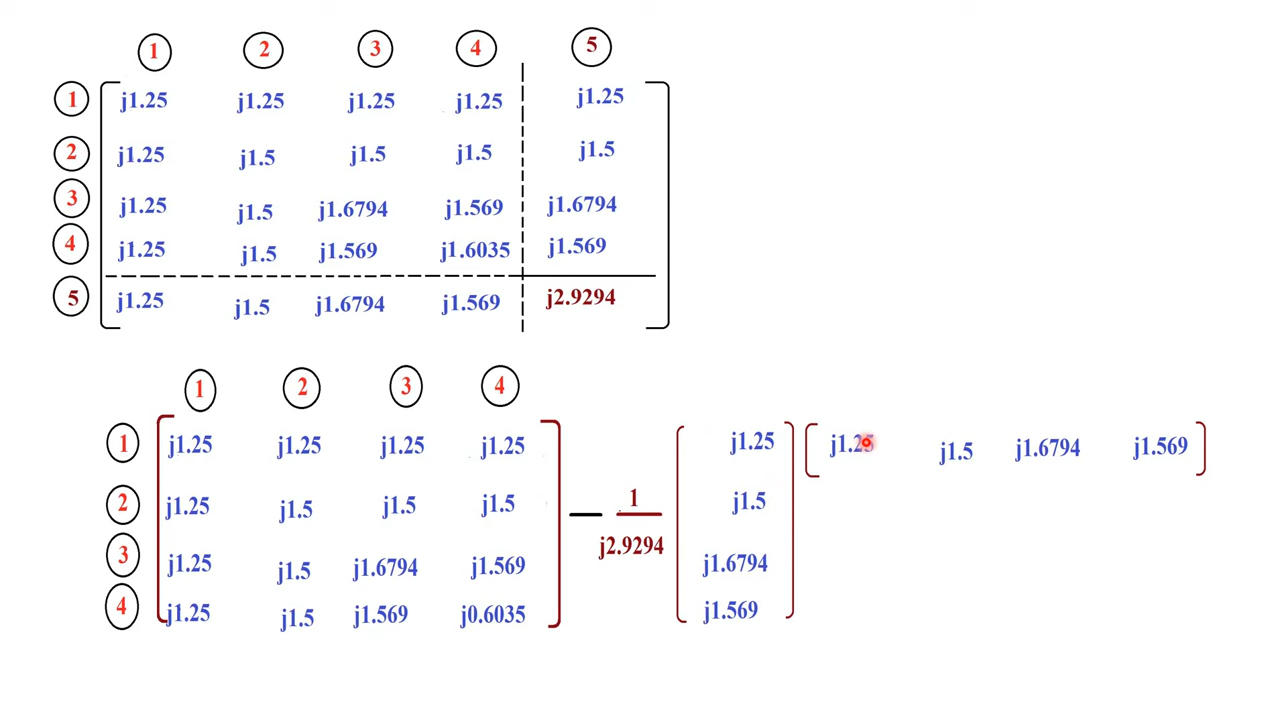 1 2 3 4 5
1 j1.25 j1.25 j1.25 j1.25 j1.25
2 j1.25 j1.5 j1.5 j1.5 j1.5
3 j1.25 j1.5 j1.6794 j1.569 j1.6794
4 j1.25 j1.5 j1.569 j1.6035 j1.569
5 j1.25 j1.5 j1.6794 j1.569 j2.9294
1 2 3 4
1 j1.25 j1.25 j1.25 j1.25 j1.25 j1.25 j1.5 j1.6794 j1.569
2 j1.25 j1.5 j1.5 j1.5 — 1 j1.5
j2.9294
3 j1.25 j1.5 j1.6794 j1.569 j1.6794
4 j1.25 j1.5 j1.569 j0.6035 j1.569